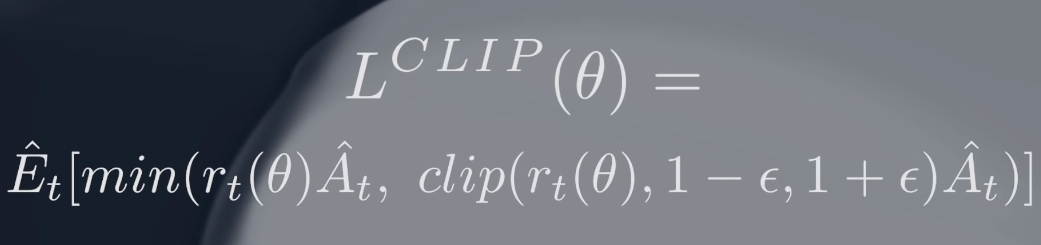 L^{CLIP}(θ) =
Ê_t[min(r_t(θ)Â_t, clip(r_t(θ), 1 − ϵ, 1 + ϵ)Â_t)]